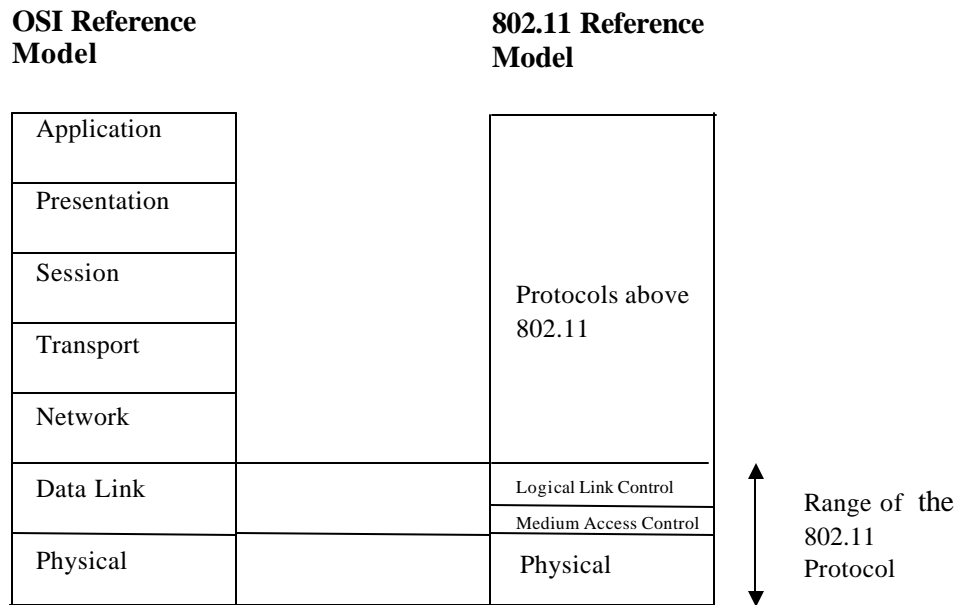 OSI Reference
Model
802.11 Reference
Model
Application
Presentation
Session
Transport
Network
Data Link
Physical
Protocols above
802.11
Logical Link Control
Medium Access Control
Physical
Range of the
802.11
Protocol